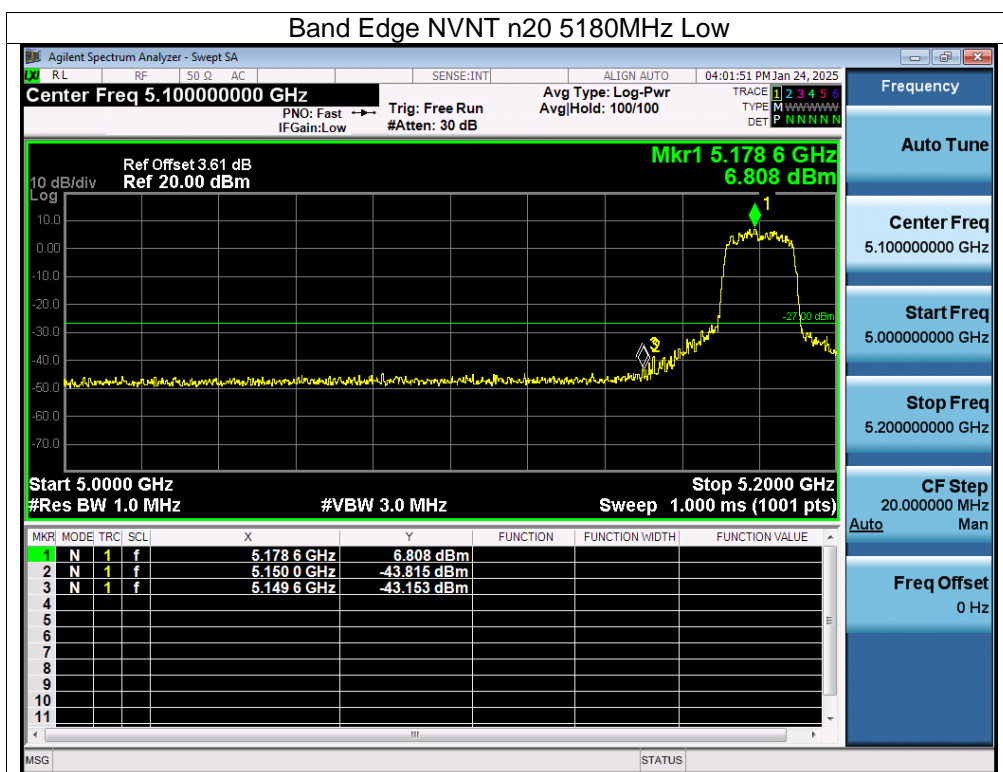 Band Edge NVNT n20 5180MHz Low
Agilent Spectrum Analyzer - Swept SA
LXI RL RF 50 Ω AC SENSE:INT ALIGN AUTO 04:01:51 PM Jan 24, 2025
Center Freq 5.100000000 GHz
PNO: Fast
IFGain:Low
Trig: Free Run
#Atten: 30 dB
Avg Type: Log-Pwr
Avg|Hold: 100/100
TRACE 1 2 3 4 5 6
TYPE M WWWWW
DET P N N N N N
Mkr1 5.178 6 GHz
6.808 dBm
Ref Offset 3.61 dB
10 dB/div Ref 20.00 dBm
Log
10.0
0.00
-10.0
-20.0
-30.0
-40.0
-50.0
-60.0
-70.0
1
-27.00 dBm
Start 5.0000 GHz Stop 5.2000 GHz
#Res BW 1.0 MHz #VBW 3.0 MHz Sweep 1.000 ms (1001 pts)
MKR MODE TRC SCL X Y FUNCTION FUNCTION WIDTH FUNCTION VALUE
1 N 1 f 5.178 6 GHz 6.808 dBm
2 N 1 f 5.150 0 GHz -43.815 dBm
3 N 1 f 5.149 6 GHz -43.153 dBm
4
5
6
7
8
9
10
11
MSG STATUS
Frequency
Auto Tune
Center Freq
5.100000000 GHz
Start Freq
5.000000000 GHz
Stop Freq
5.200000000 GHz
CF Step
20.000000 MHz
Auto Man
Freq Offset
0 Hz